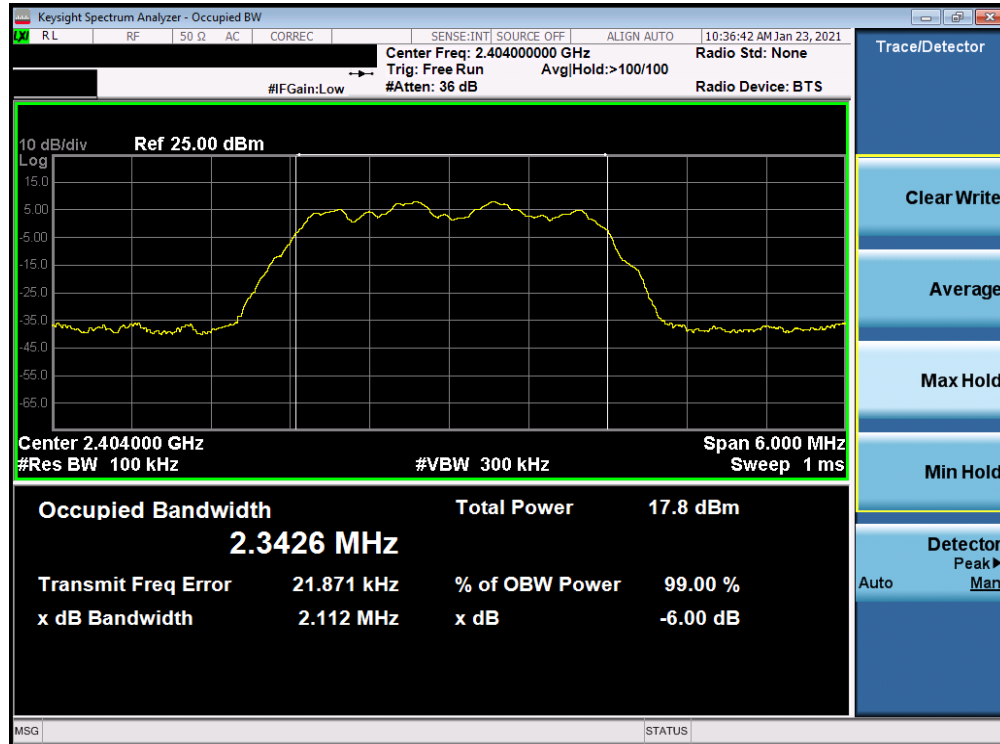 Keysight Spectrum Analyzer - Occupied BW
LXI RL RF 50 Ω AC CORREC SENSE:INT SOURCE OFF ALIGN AUTO 10:36:42 AM Jan 23, 2021
Center Freq: 2.404000000 GHz Radio Std: None
Trig: Free Run Avg|Hold:>100/100
#IFGain:Low #Atten: 36 dB Radio Device: BTS
10 dB/div Ref 25.00 dBm
Log
15.0
5.00
-5.00
-15.0
-25.0
-35.0
-45.0
-55.0
-65.0
Center 2.404000 GHz Span 6.000 MHz
#Res BW 100 kHz #VBW 300 kHz Sweep 1 ms
Occupied Bandwidth Total Power 17.8 dBm
2.3426 MHz
Transmit Freq Error 21.871 kHz % of OBW Power 99.00 %
x dB Bandwidth 2.112 MHz x dB -6.00 dB
MSG STATUS
Trace/Detector
Clear Write
Average
Max Hold
Min Hold
Detector
Peak▶
Auto Man